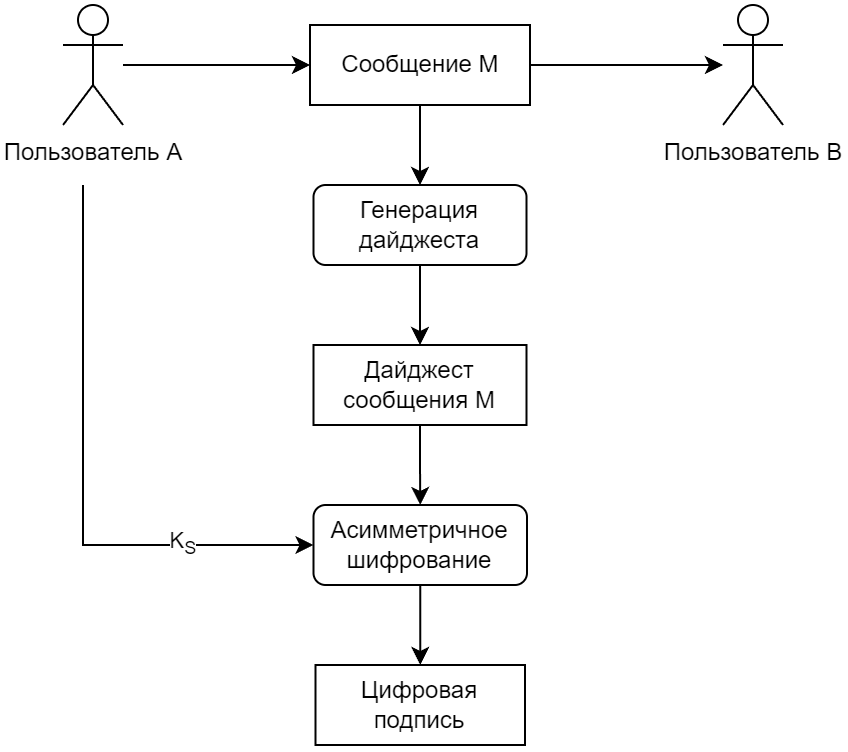 Сообщение М
Пользователь А
Пользователь В
Генерация
дайджеста
Дайджест
сообщения М
Асимметричное
шифрование
K_S
Цифровая
подпись